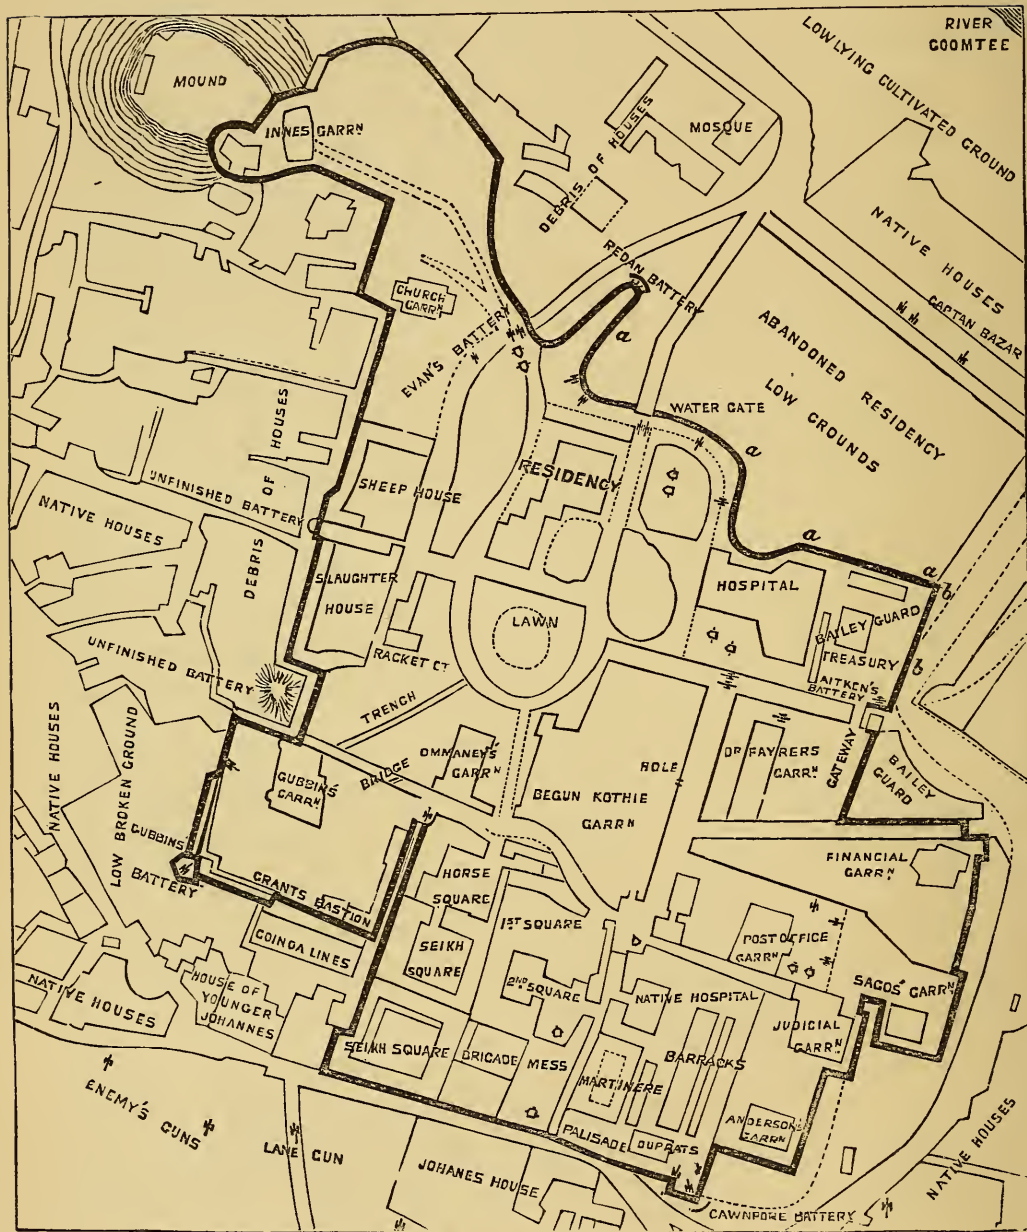 RIVER
GOOMTEE
LOW LYING CULTIVATED GROUND
MOUND
INNES GARRN
MOSQUE
DEBRIS OF HOUSES
NATIVE HOUSES
CAPTAN BAZAR
REDAN BATTERY
CHURCH
GARRN
EVAN'S BATTERY
a
ABANDONED RESIDENCY
LOW GROUNDS
WATER GATE
a
DEBRIS OF HOUSES
RESIDENCY
SHEEP HOUSE
UNFINISHED BATTERY
NATIVE HOUSES
a
a
b
SLAUGHTER
HOUSE
HOSPITAL
LAWN
BAILEY GUARD
TREASURY
b
RACKET CT
AITKEN'S
BATTERY
UNFINISHED BATTERY
TRENCH
NATIVE HOUSES
LOW BROKEN GROUND
BRIDGE
OMMANEY'S
GARRN
GUBBINS'
GARRN
HOLE
DR FAYRERS
GARRN
GATEWAY
BAILEY
GUARD
BEGUN KOTHIE
GARRN
GUBBINS'
BATTERY
GRANTS BASTION
HORSE
SQUARE
FINANCIAL
GARRN
1ST SQUARE
GOINDA LINES
SEIKH
SQUARE
POST OFFICE
GARRN
HOUSE OF
YOUNGER
JOHANNES
2ND SQUARE
NATIVE HOSPITAL
SAGOS' GARRN
NATIVE HOUSES
SEIKH SQUARE
BRIGADE MESS
BARRACKS
JUDICIAL
GARRN
MARTINERE
ENEMY'S GUNS
LANE GUN
PALISADE
DUPRATS
ANDERSONS
GARRN
JOHANES HOUSE
NATIVE HOUSES
CAWNPORE BATTERY